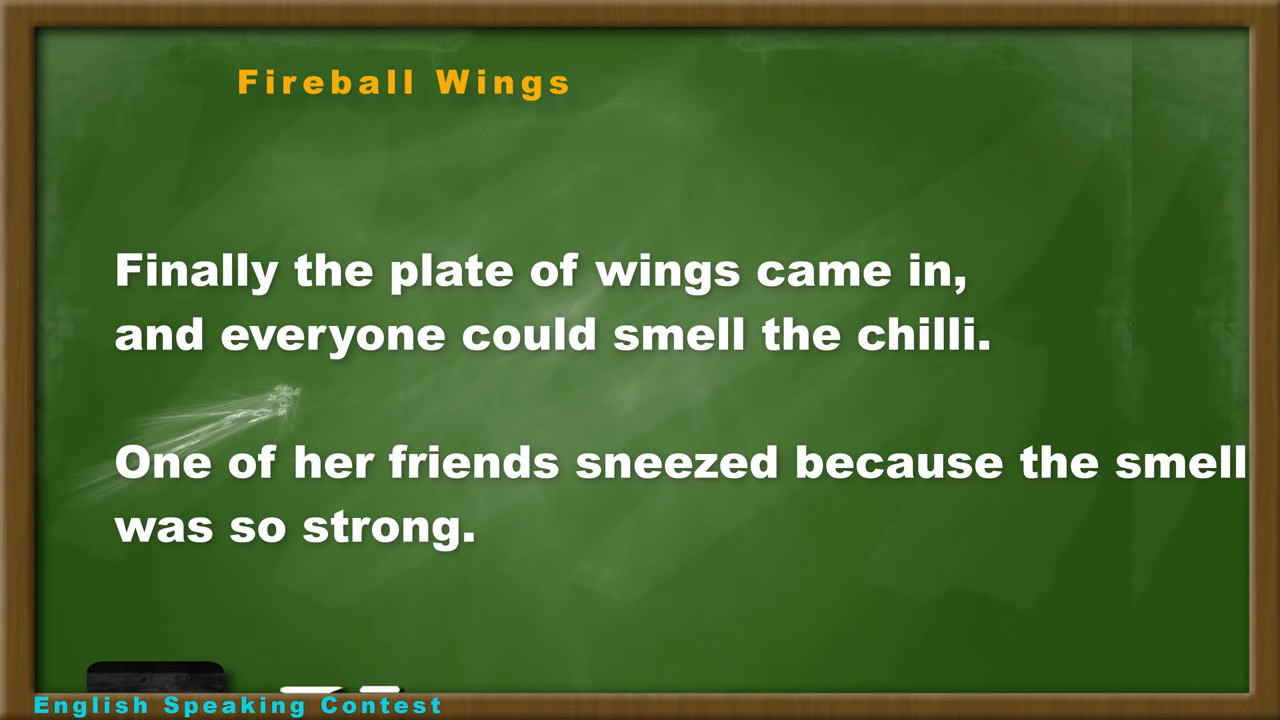 Fireball Wings
Finally the plate of wings came in,
and everyone could smell the chilli.
One of her friends sneezed because the smell
was so strong.
English Speaking Contest